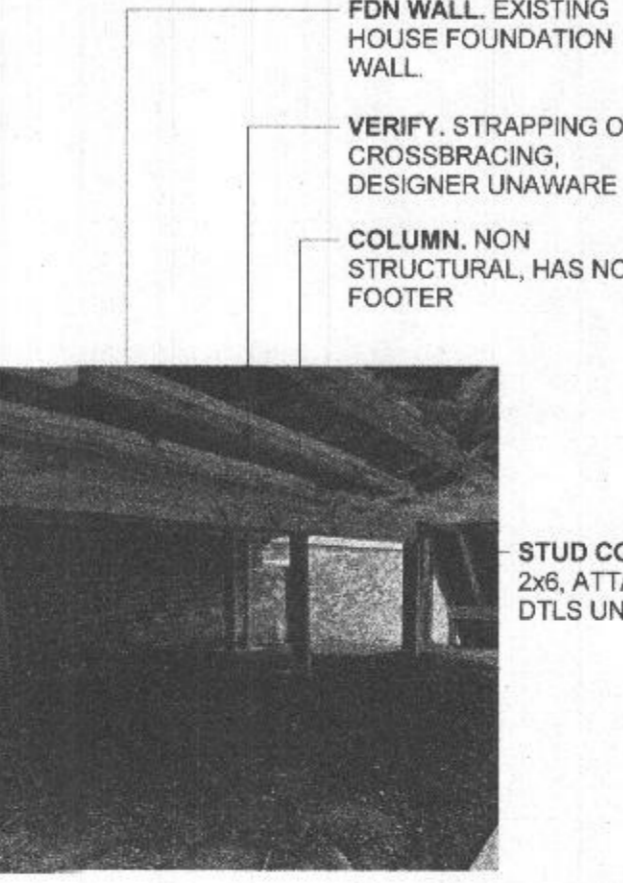 FDN WALL. EXISTING
HOUSE FOUNDATION
WALL.
VERIFY. STRAPPING
CROSSBRACING,
DESIGNER UNAWARE
COLUMN. NON
STRUCTURAL, HAS NO
FOOTER
STUD
2x6,
DTLS